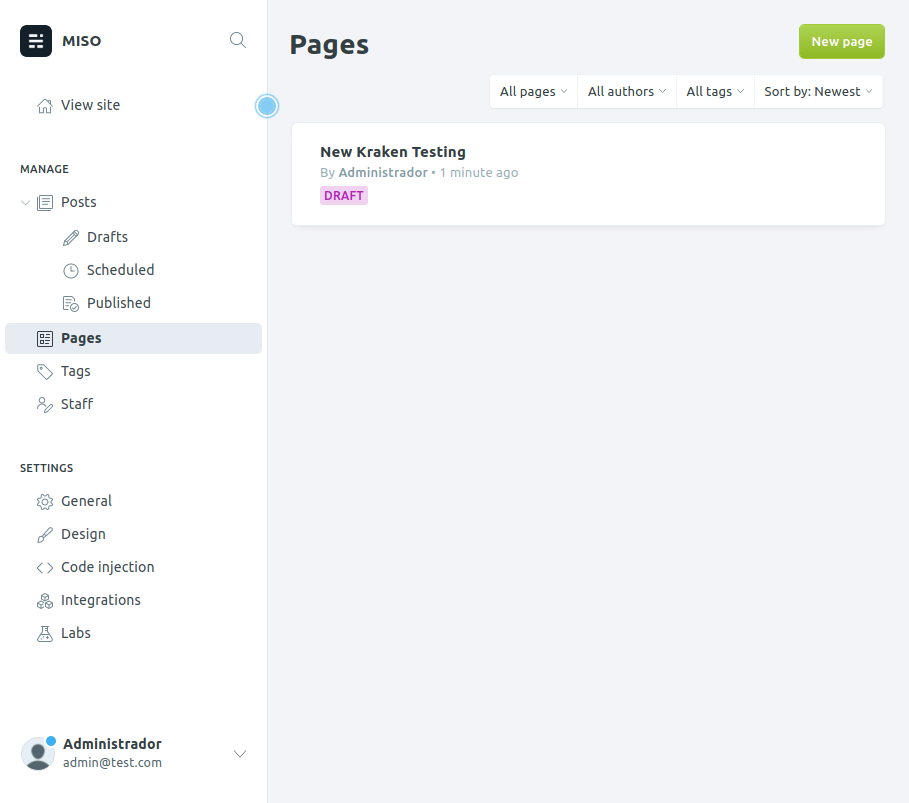 MISO
View site
MANAGE
Posts
Drafts
Scheduled
Published
Pages
Tags
Staff
SETTINGS
General
Design
Code injection
Integrations
Labs
Administrador
admin@test.com
Pages
New page
All pages
All authors
All tags
Sort by: Newest
New Kraken Testing
By Administrador • 1 minute ago
DRAFT